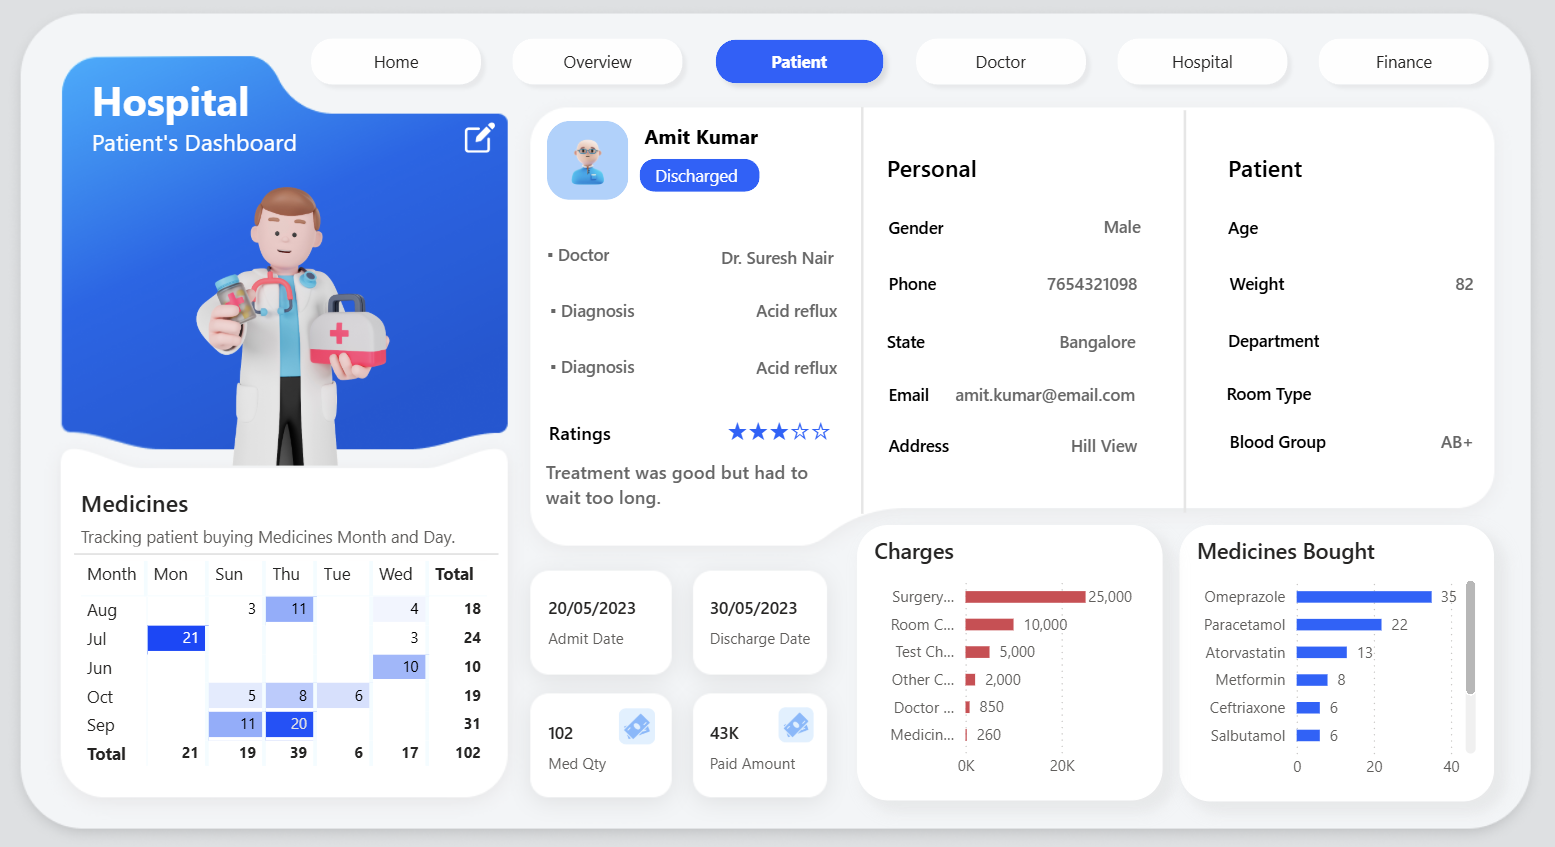 Home
Overview
Patient
Doctor
Hospital
Finance
Hospital
Patient's Dashboard
Amit Kumar
Discharged
▪ Doctor Dr. Suresh Nair
▪ Diagnosis Acid reflux
▪ Diagnosis Acid reflux
Ratings ★★★☆☆
Treatment was good but had to
wait too long.
Personal
Gender Male
Phone 7654321098
State Bangalore
Email amit.kumar@email.com
Address Hill View
Patient
Age
Weight 82
Department
Room Type
Blood Group AB+
Medicines
Tracking patient buying Medicines Month and Day.
Month Mon Sun Thu Tue Wed Total
Aug 3 11 4 18
Jul 21 3 24
Jun 10 10
Oct 5 8 6 19
Sep 11 20 31
Total 21 19 39 6 17 102
20/05/2023
Admit Date
30/05/2023
Discharge Date
102
Med Qty
43K
Paid Amount
Charges
Surgery... 25,000
Room C... 10,000
Test Ch... 5,000
Other C... 2,000
Doctor ... 850
Medicin... 260
0K 20K
Medicines Bought
Omeprazole 35
Paracetamol 22
Atorvastatin 13
Metformin 8
Ceftriaxone 6
Salbutamol 6
0 20 40